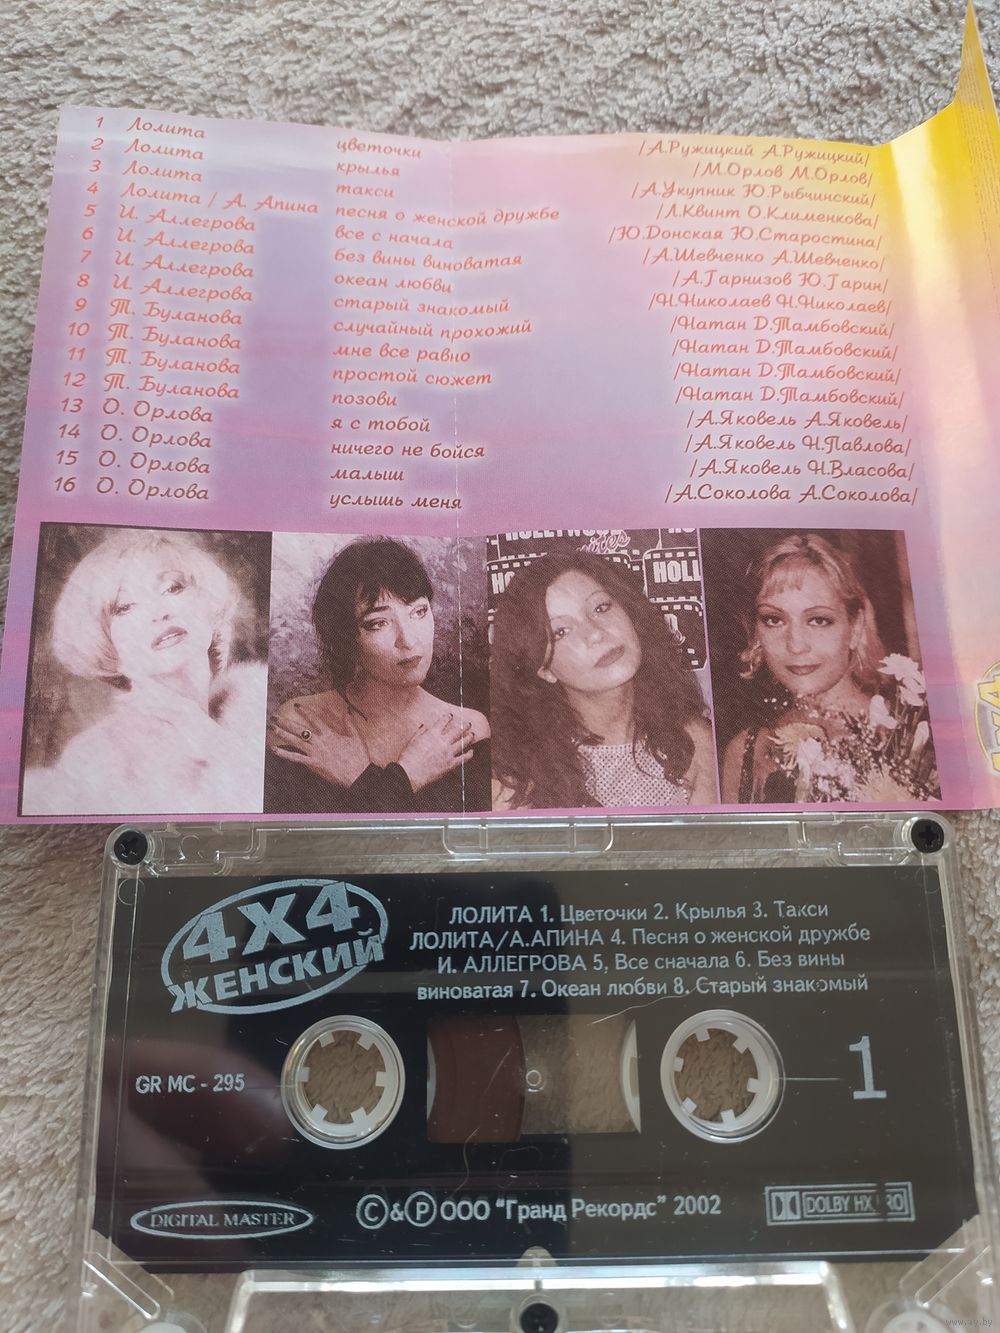 1 Лолита цветочки /А.Ружицкий А.Ружицкий/
2 Лолита крылья /М.Орлов М.Орлов/
3 Лолита такси /А.Укупник Ю.Рыбчинский/
4 Лолита / А. Апина песня о женской дружбе /Л.Квинт О.Клименкова/
5 И. Аллегрова все с начала /Ю.Донская Ю.Старостина/
6 И. Аллегрова без вины виноватая /А.Шевченко А.Шевченко/
7 И. Аллегрова океан любви /А.Гарнизов Ю.Гарин/
8 И. Аллегрова старый знакомый /Н.Николаев Н.Николаев/
9 Т. Буланова случайный прохожий /Натан Д.Тамбовский/
10 Т. Буланова мне все равно /Натан Д.Тамбовский/
11 Т. Буланова простой сюжет /Натан Д.Тамбовский/
12 Т. Буланова позови /Натан Д.Тамбовский/
13 О. Орлова я с тобой /А.Яковель А.Яковель/
14 О. Орлова ничего не бойся /А.Яковель Н.Павлова/
15 О. Орлова малыш /А.Яковель Н.Власова/
16 О. Орлова услышь меня /А.Соколова А.Соколова/
HOLLYWOOD
HOLL
4X4
ЖЕНСКИЙ
ЛОЛИТА 1. Цветочки 2. Крылья 3. Такси
ЛОЛИТА/А.АПИНА 4. Песня о женской дружбе
И. АЛЛЕГРОВА 5, Все сначала 6. Без вины
виноватая 7. Океан любви 8. Старый знакомый
GR MC - 295
1
DIGITAL MASTER
©&℗ ООО "Гранд Рекордс" 2002
DOLBY HX PRO
www.ay.by